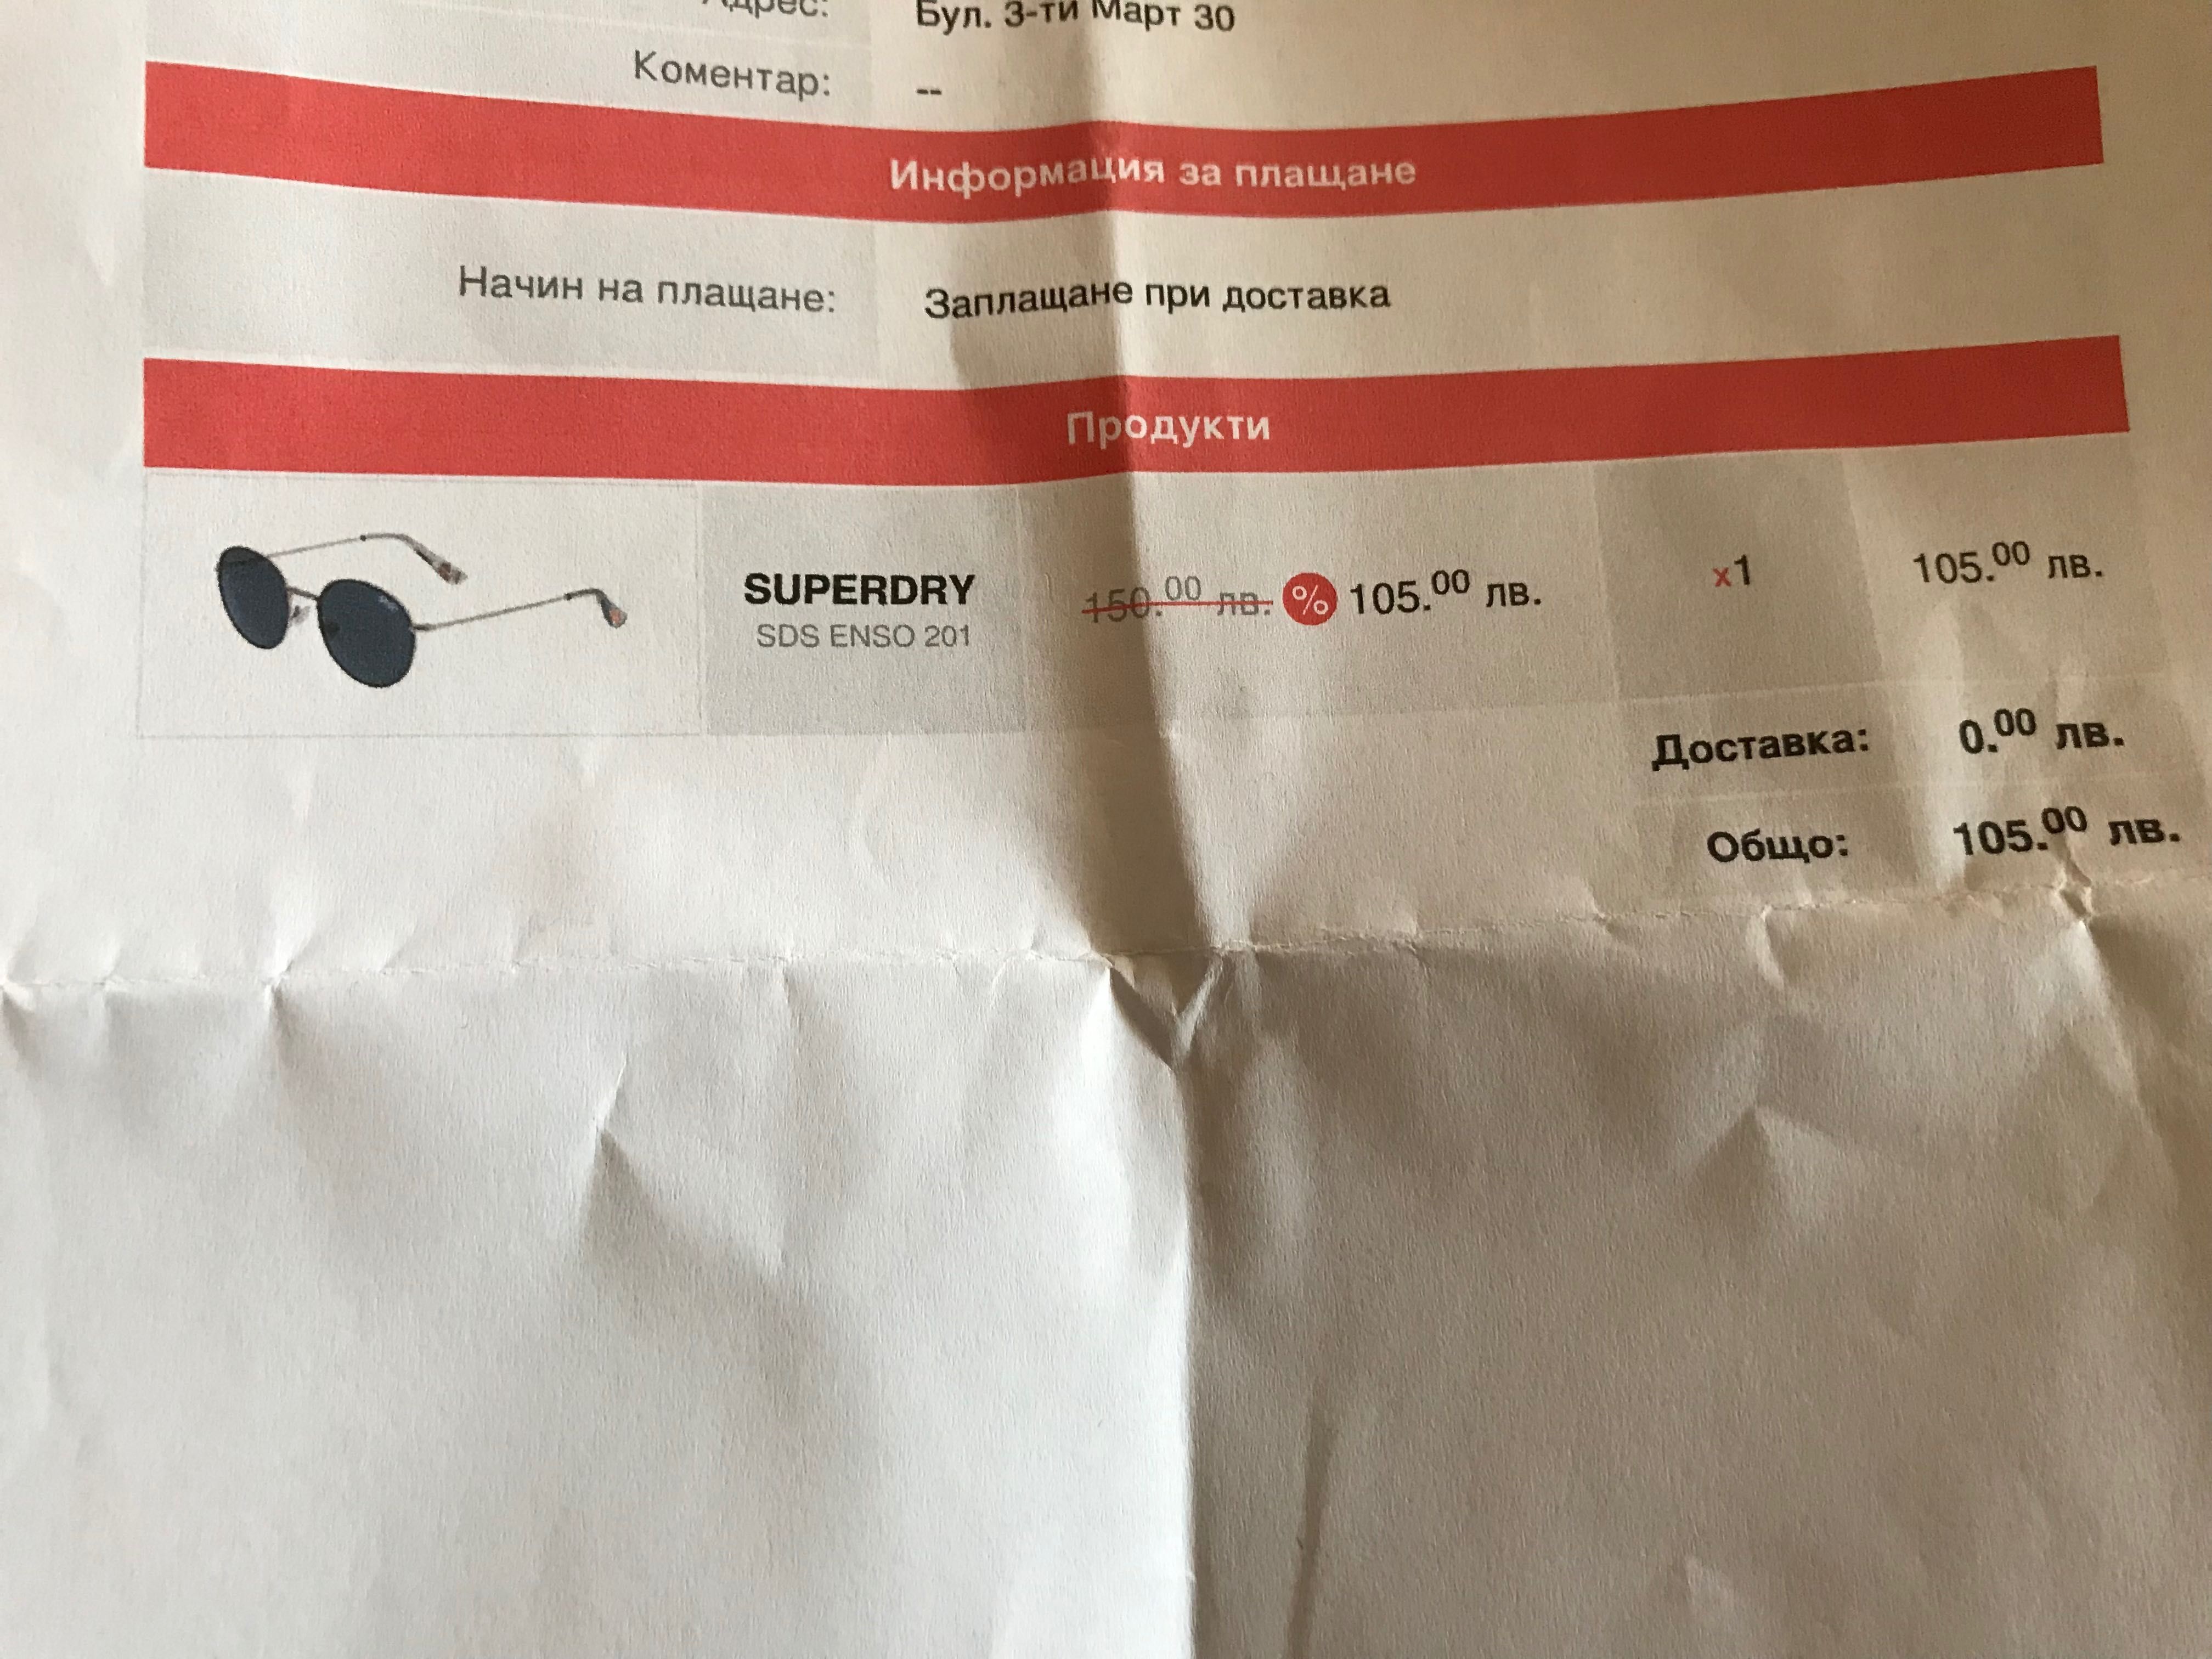 Адрес: Бул. 3-ти Март 30
Коментар: --
Информация за плащане
Начин на плащане: Заплащане при доставка
Продукти
SUPERDRY 150.00 лв. % 105.00 лв. x1 105.00 лв.
SDS ENSO 201
Доставка: 0.00 лв.
Общо: 105.00 лв.